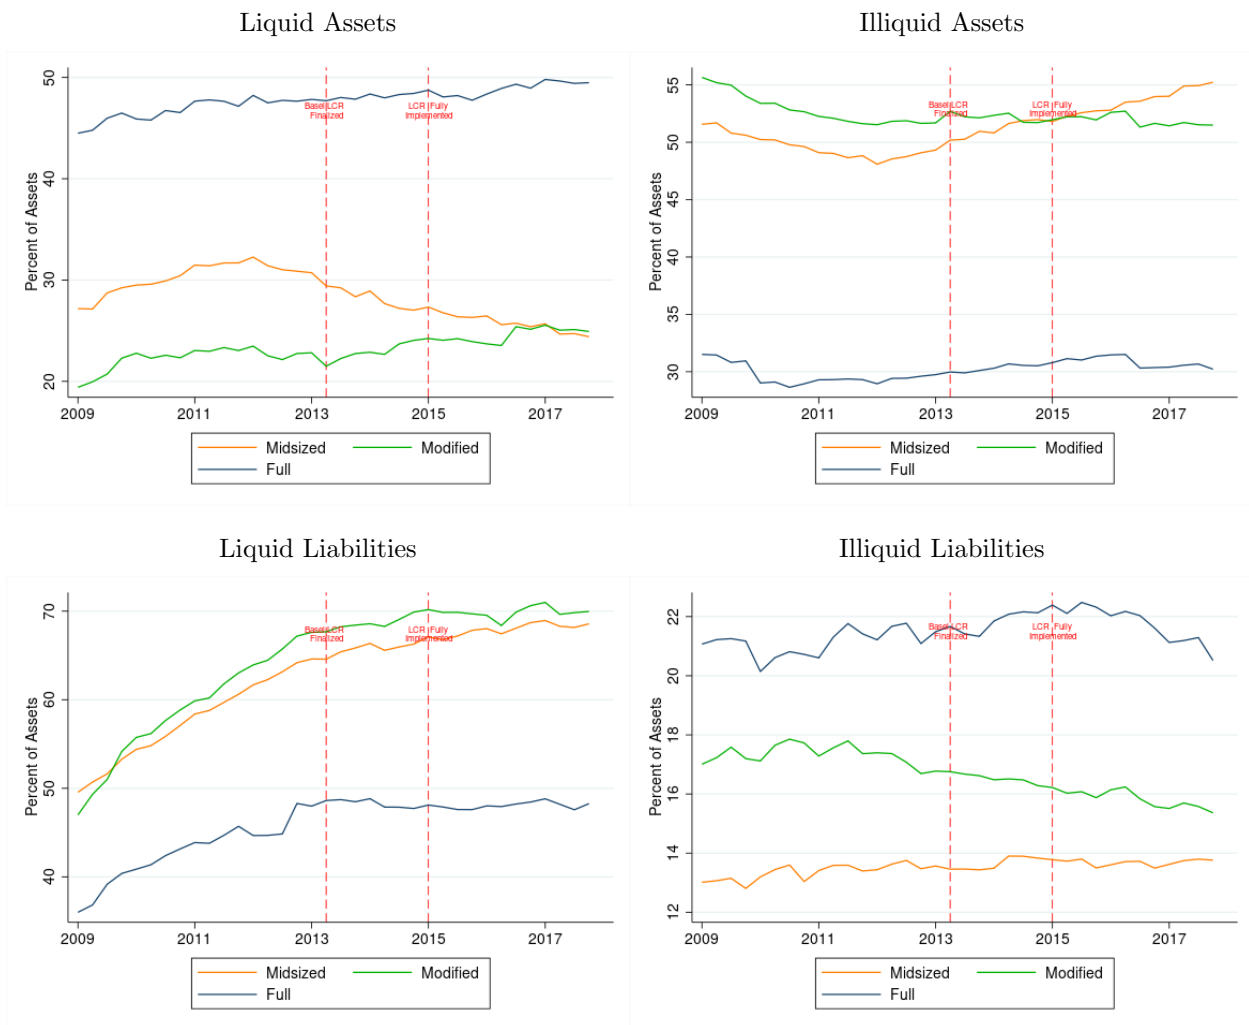 Liquid Assets
Percent of Assets
50
40
30
20
Basel LCR
Finalized
LCR Fully
Implemented
2009 2011 2013 2015 2017
Midsized Modified
Full
Illiquid Assets
Percent of Assets
55
50
45
40
35
30
Basel LCR
Finalized
LCR Fully
Implemented
2009 2011 2013 2015 2017
Midsized Modified
Full
Liquid Liabilities
Percent of Assets
70
60
50
40
Basel LCR
Finalized
LCR Fully
Implemented
2009 2011 2013 2015 2017
Midsized Modified
Full
Illiquid Liabilities
Percent of Assets
22
20
18
16
14
12
Basel LCR
Finalized
LCR Fully
Implemented
2009 2011 2013 2015 2017
Midsized Modified
Full